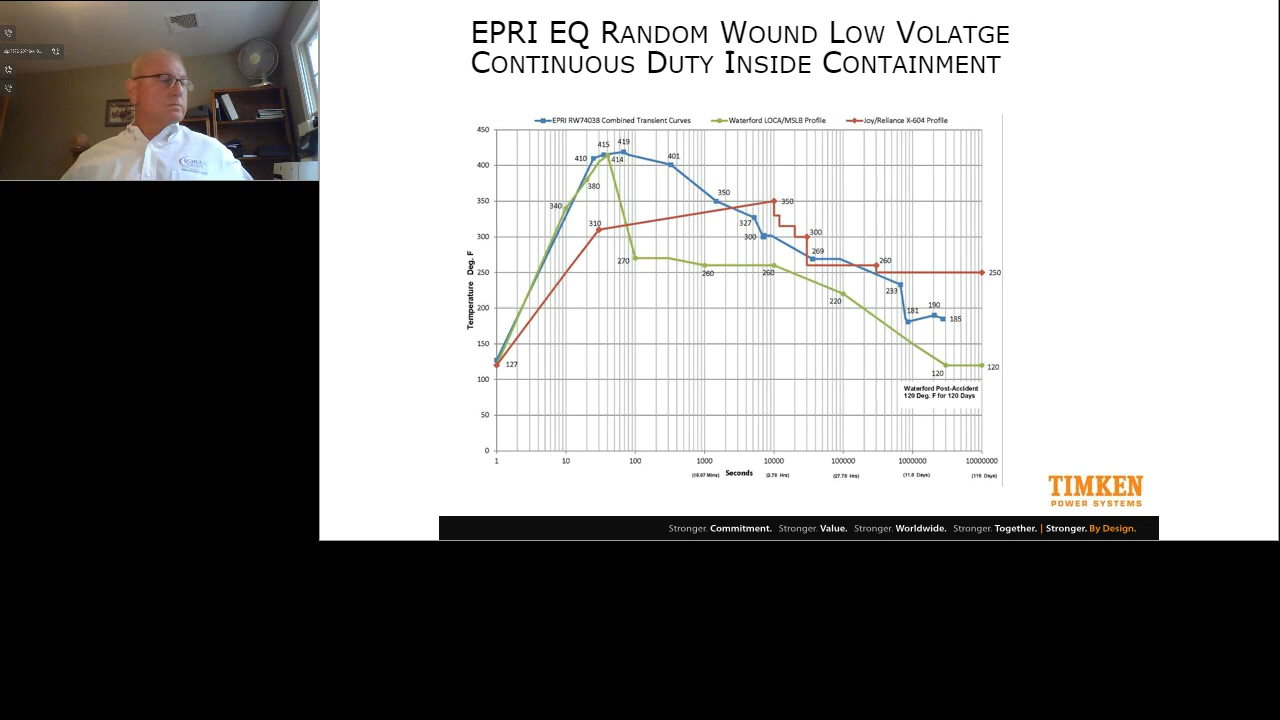 EPRI EQ RANDOM WOUND LOW VOLATGE
CONTINUOUS DUTY INSIDE CONTAINMENT
EPRI RW74038 Combined Transient Curves
Waterford LOCA/MSLB Profile
Joy/Reliance X-604 Profile
450
400
350
300
250
200
150
100
50
0
Temperature Deg. F
410
415
419
414
401
380
340
350
350
310
327
300
300
269
270
260
260
260
250
233
220
181
190
185
127
120
120
Waterford Post-Accident
120 Deg. F for 120 Days
1
10
100
1000
10000
100000
1000000
10000000
(16.67 Mins)
Seconds
(2.78 Hrs)
(27.78 Hrs)
(11.6 Days)
(116 Days)
TIMKEN
POWER SYSTEMS
Stronger. Commitment. Stronger. Value. Stronger. Worldwide. Stronger. Together. | Stronger. By Design.